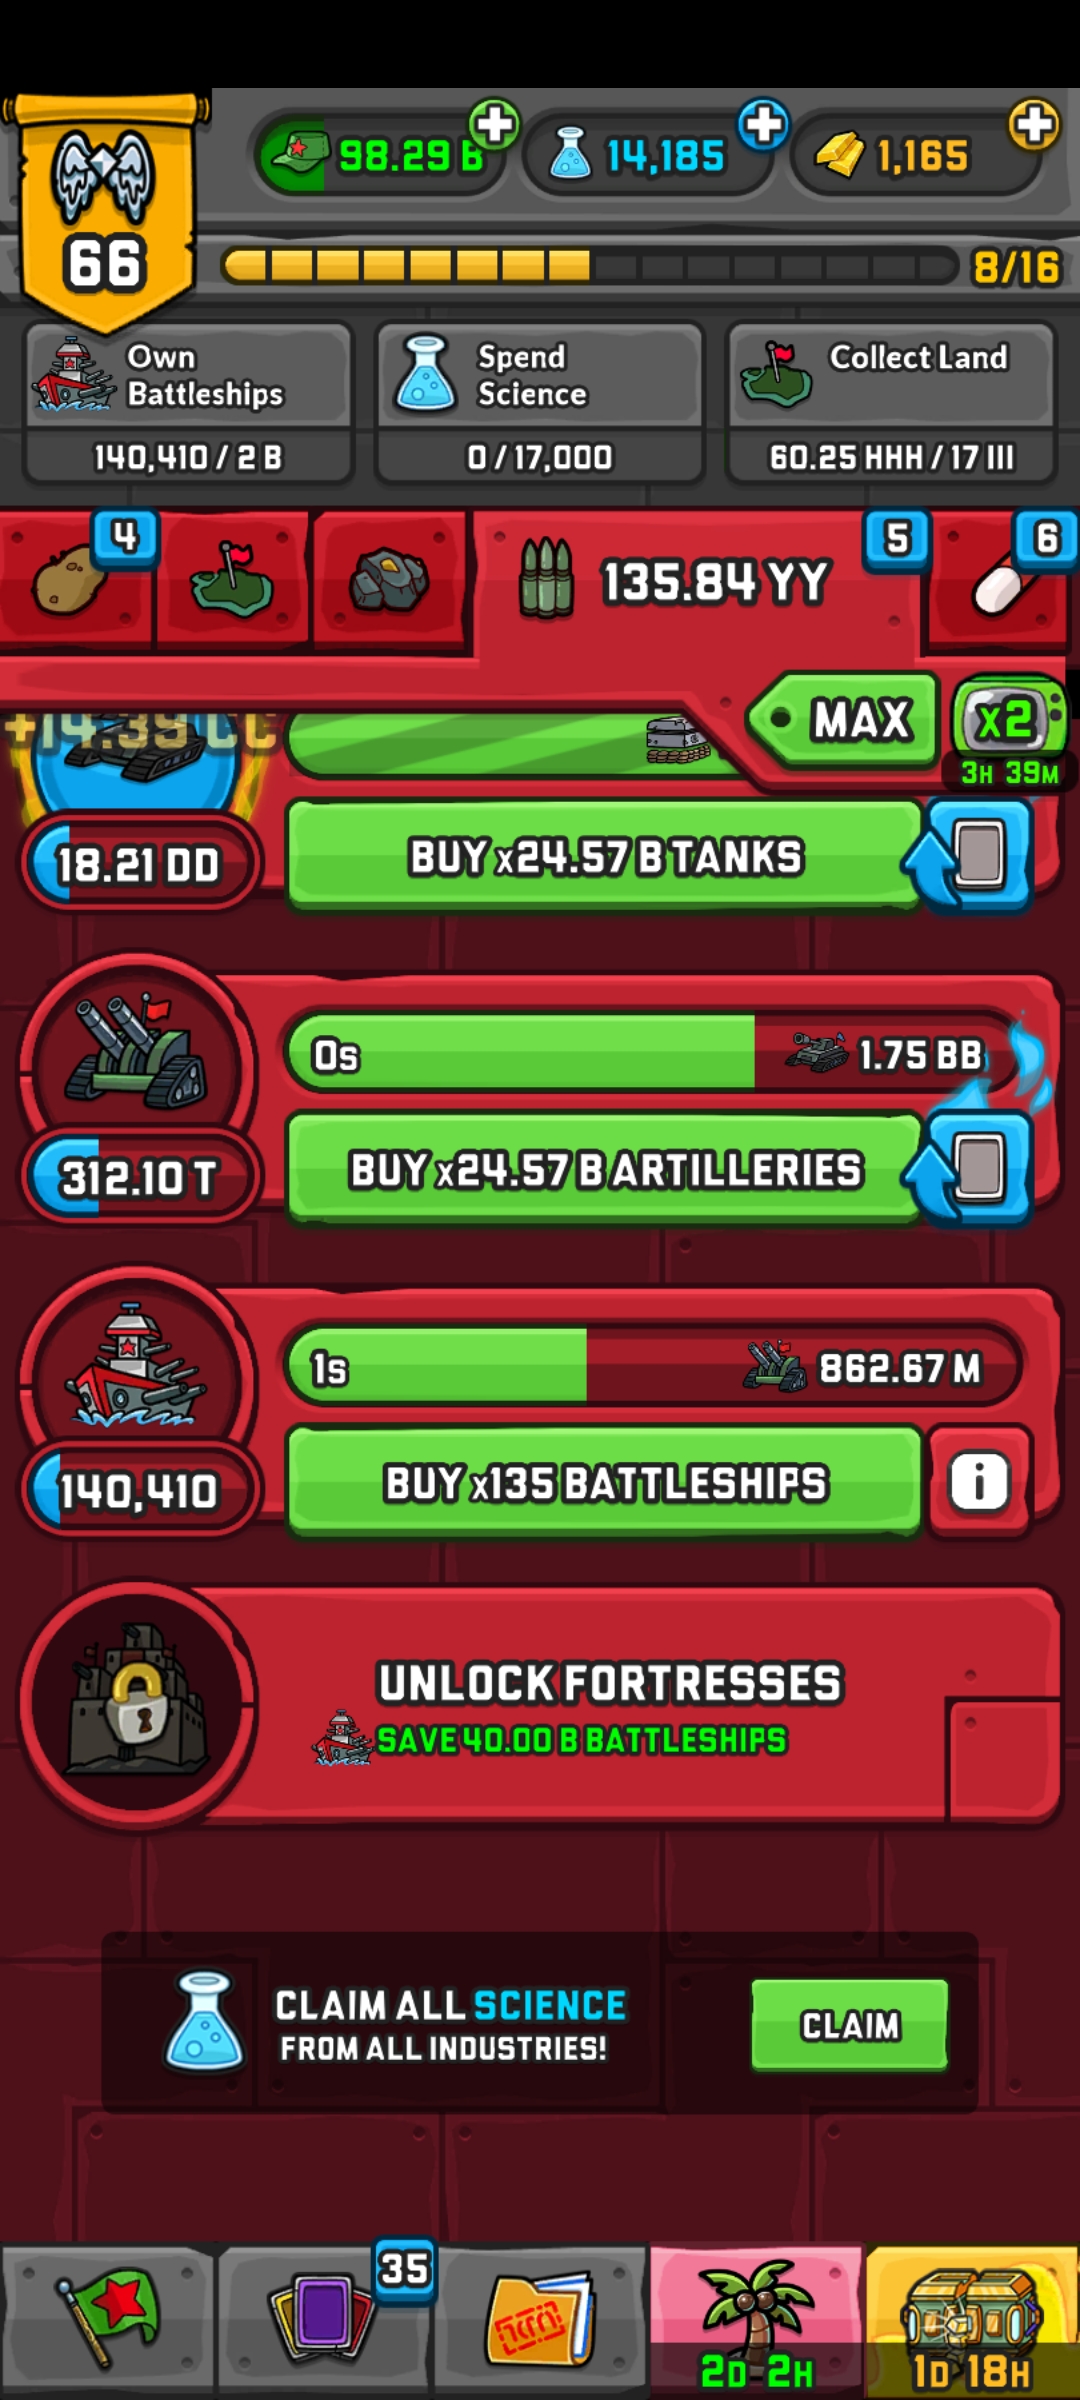 98.29 B
14,185
1,165
66
8/16
Own
Battleships
140,410 / 2 B
Spend
Science
0 / 17,000
Collect Land
60.25 HHH / 17 III
4
135.84 YY
5
6
MAX
x2
3H 39M
+14.39 CC
18.21 DD
BUY x24.57 B TANKS
0s
1.75 BB
312.10 T
BUY x24.57 B ARTILLERIES
1s
862.67 M
140,410
BUY x135 BATTLESHIPS
i
UNLOCK FORTRESSES
SAVE 40.00 B BATTLESHIPS
CLAIM ALL SCIENCE
FROM ALL INDUSTRIES!
CLAIM
35
2D 2H
1D 18H